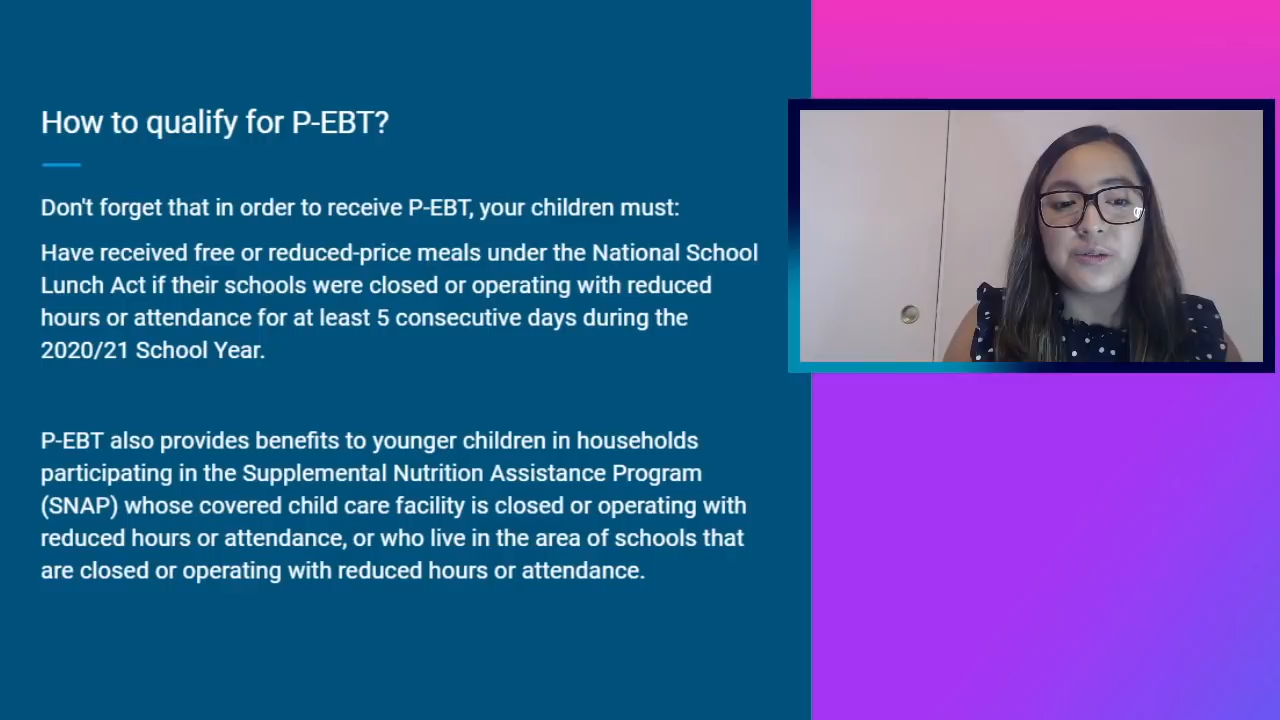 How to qualify for P-EBT?
Don't forget that in order to receive P-EBT, your children must:
Have received free or reduced-price meals under the National School
Lunch Act if their schools were closed or operating with reduced
hours or attendance for at least 5 consecutive days during the
2020/21 School Year.
P-EBT also provides benefits to younger children in households
participating in the Supplemental Nutrition Assistance Program
(SNAP) whose covered child care facility is closed or operating with
reduced hours or attendance, or who live in the area of schools that
are closed or operating with reduced hours or attendance.